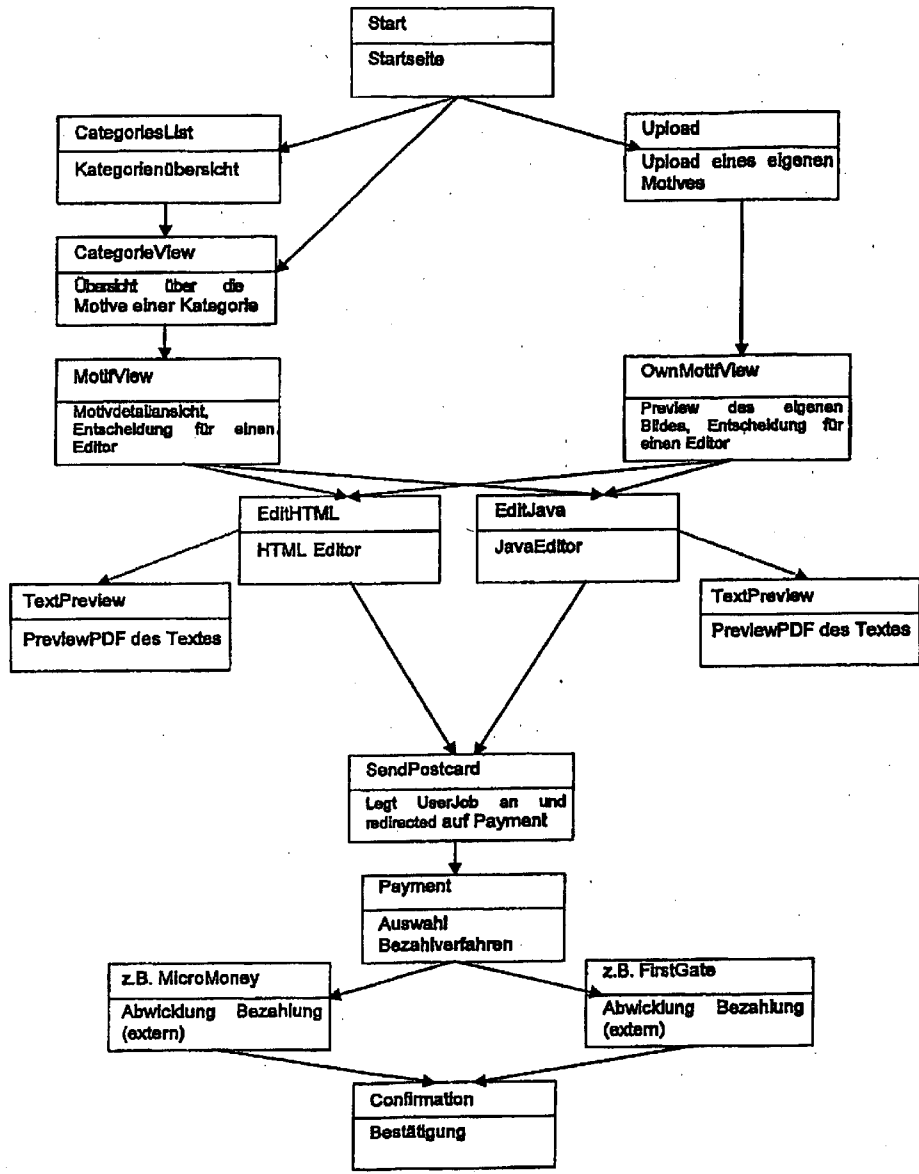 Start
Startseite
CategoriesList
Kategorienübersicht
Upload
Upload eines eigenen
Motives
CategorieView
Übersicht über die
Motive einer Kategorie
MotifView
Motivdetailansicht,
Entscheidung für einen
Editor
OwnMotifView
Preview des eigenen
Bildes, Entscheidung für
einen Editor
EditHTML
HTML Editor
EditJava
JavaEditor
TextPreview
PreviewPDF des Textes
TextPreview
PreviewPDF des Textes
SendPostcard
Legt UserJob an und
redirected auf Payment
Payment
Auswahl
Bezahlverfahren
z.B. MicroMoney
Abwicklung Bezahlung
(extern)
z.B. FirstGate
Abwicklung Bezahlung
(extern)
Confirmation
Bestätigung